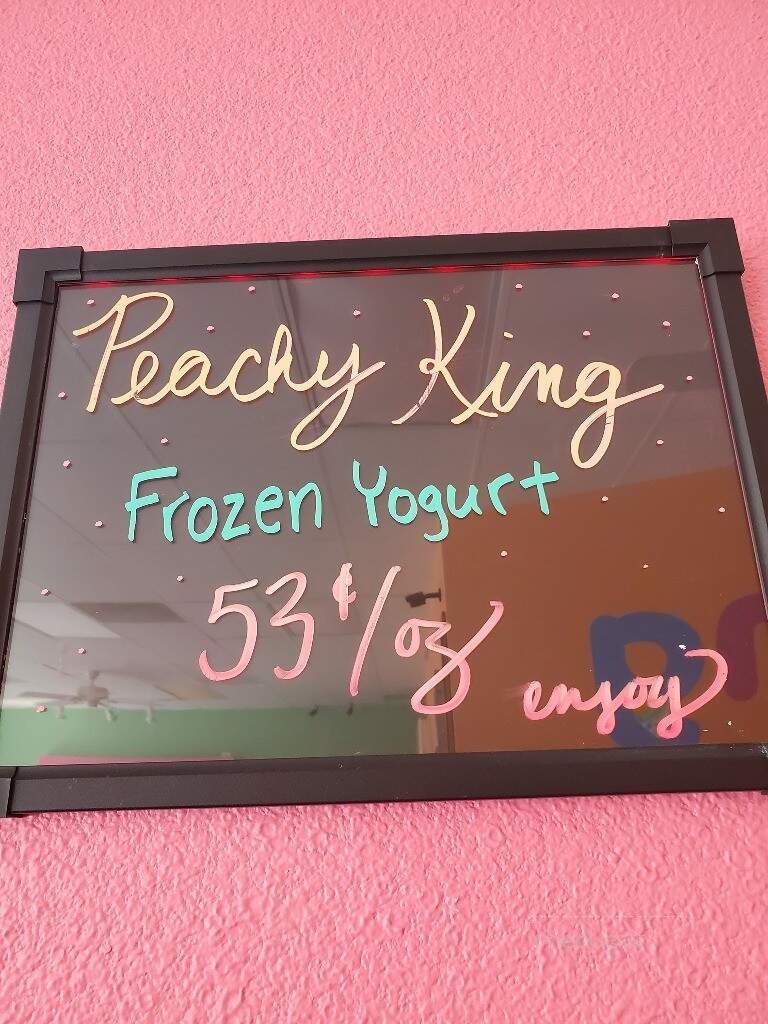 Peachy King
Frozen Yogurt
53¢/oz
enjoy